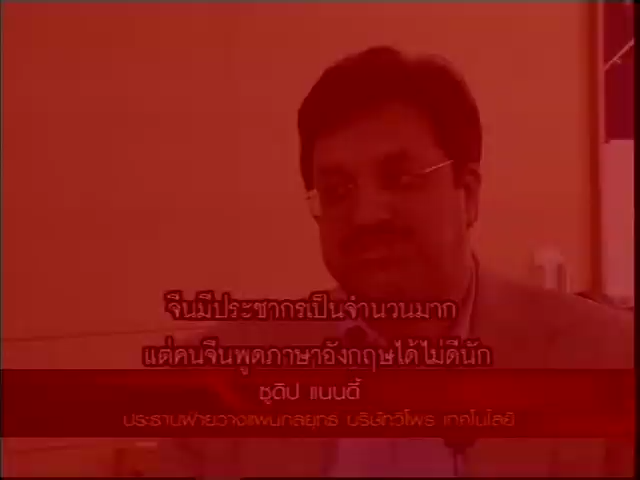 จีนมีประชากรเป็นจำนวนมาก
แต่คนจีนพูดภาษาอังกฤษได้ไม่ดีนัก
ซูดิป แนนดี้
ประธานฝ่ายวางแผนกลยุทธ บริษัทวิโพร เทคโนโลยี